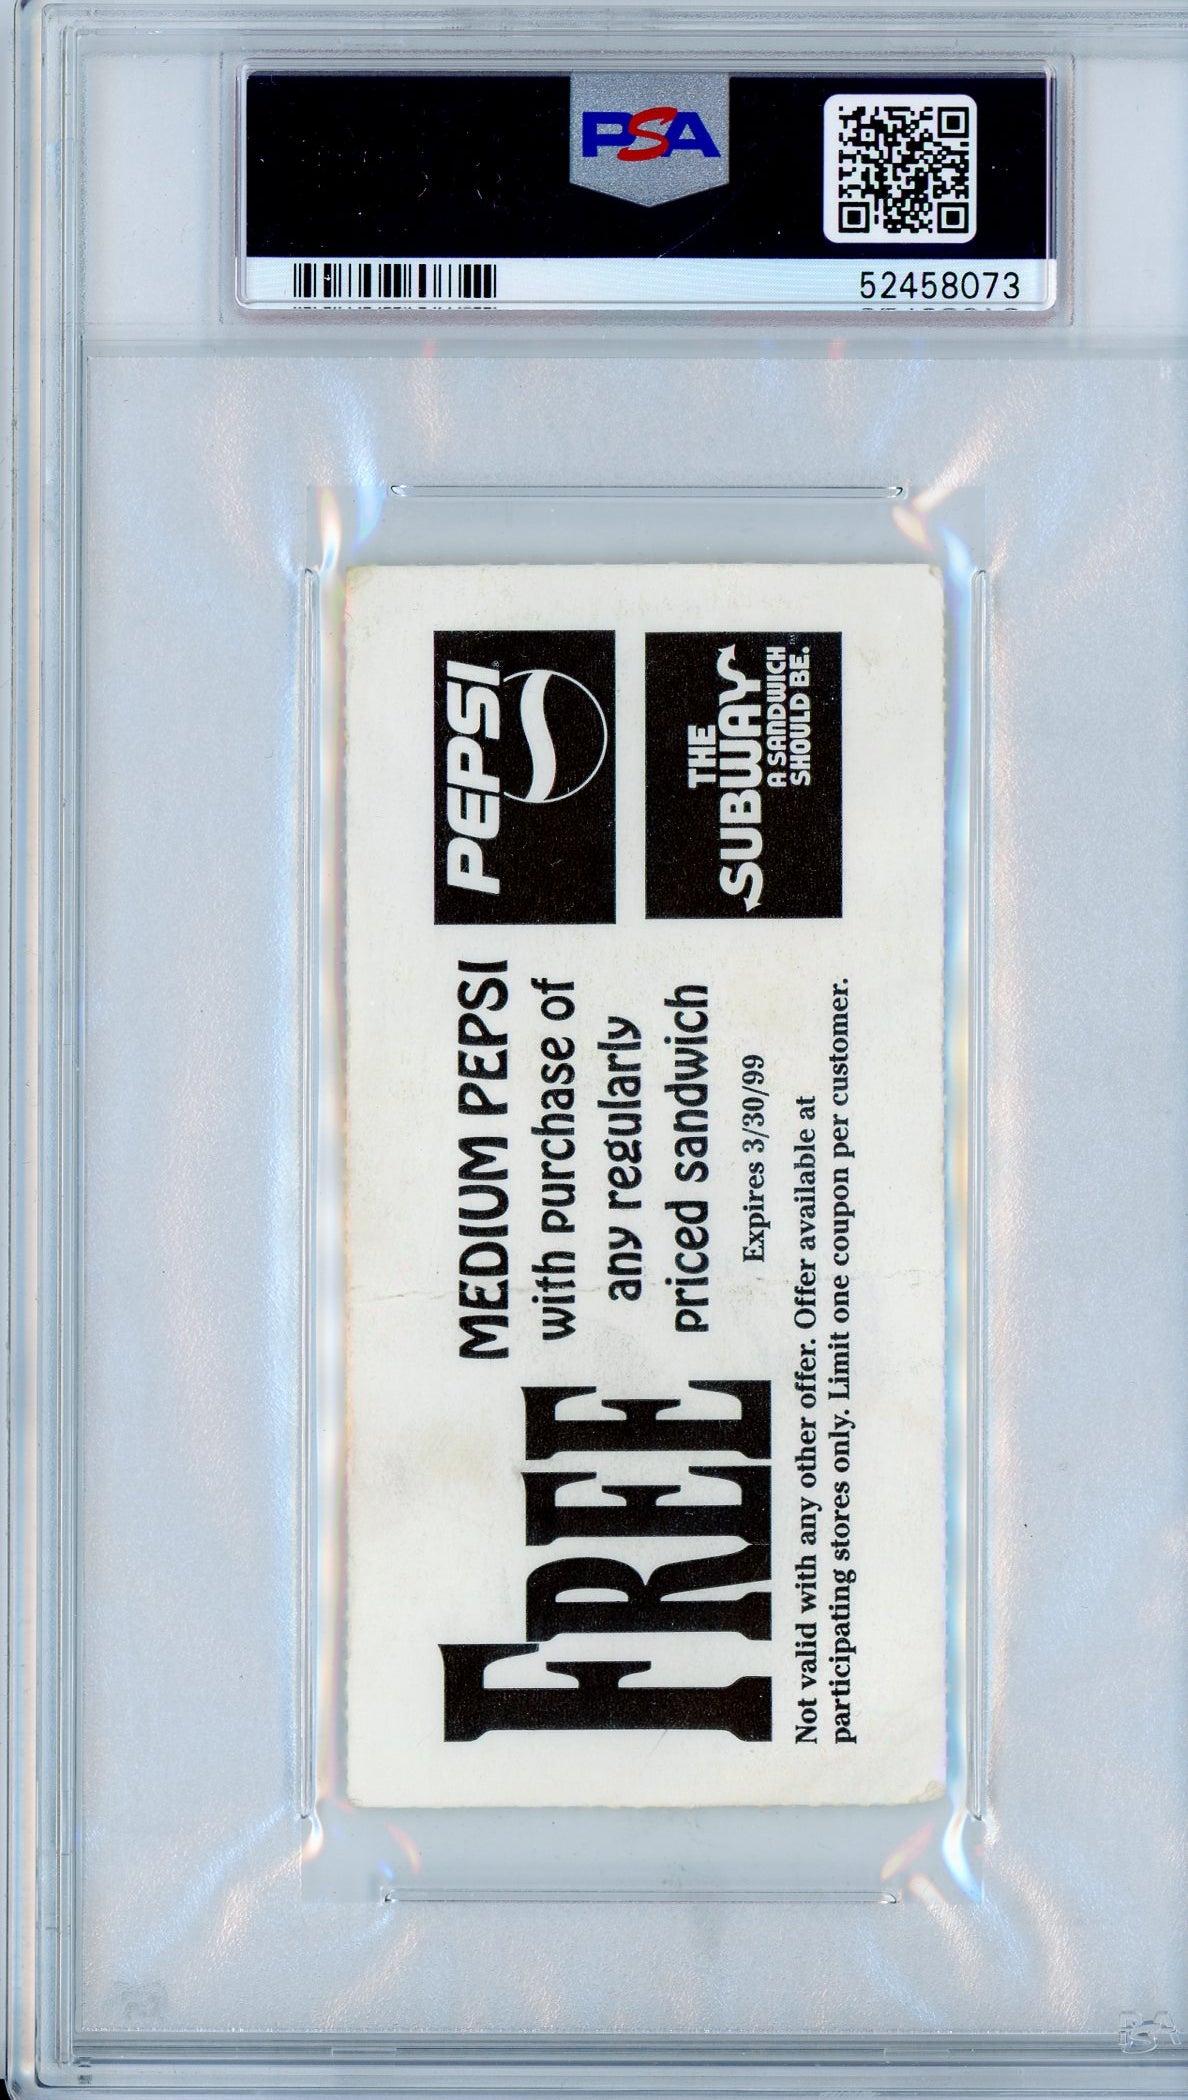 PSA
52458073
FREE
MEDIUM PEPSI
with purchase of
any regularly
priced sandwich
Expires 3/30/99
Not valid with any other offer. Offer available at
participating stores only. Limit one coupon per customer.
PEPSI®
THE
SUBWAY
A SANDWICH
SHOULD BE.™
PSA